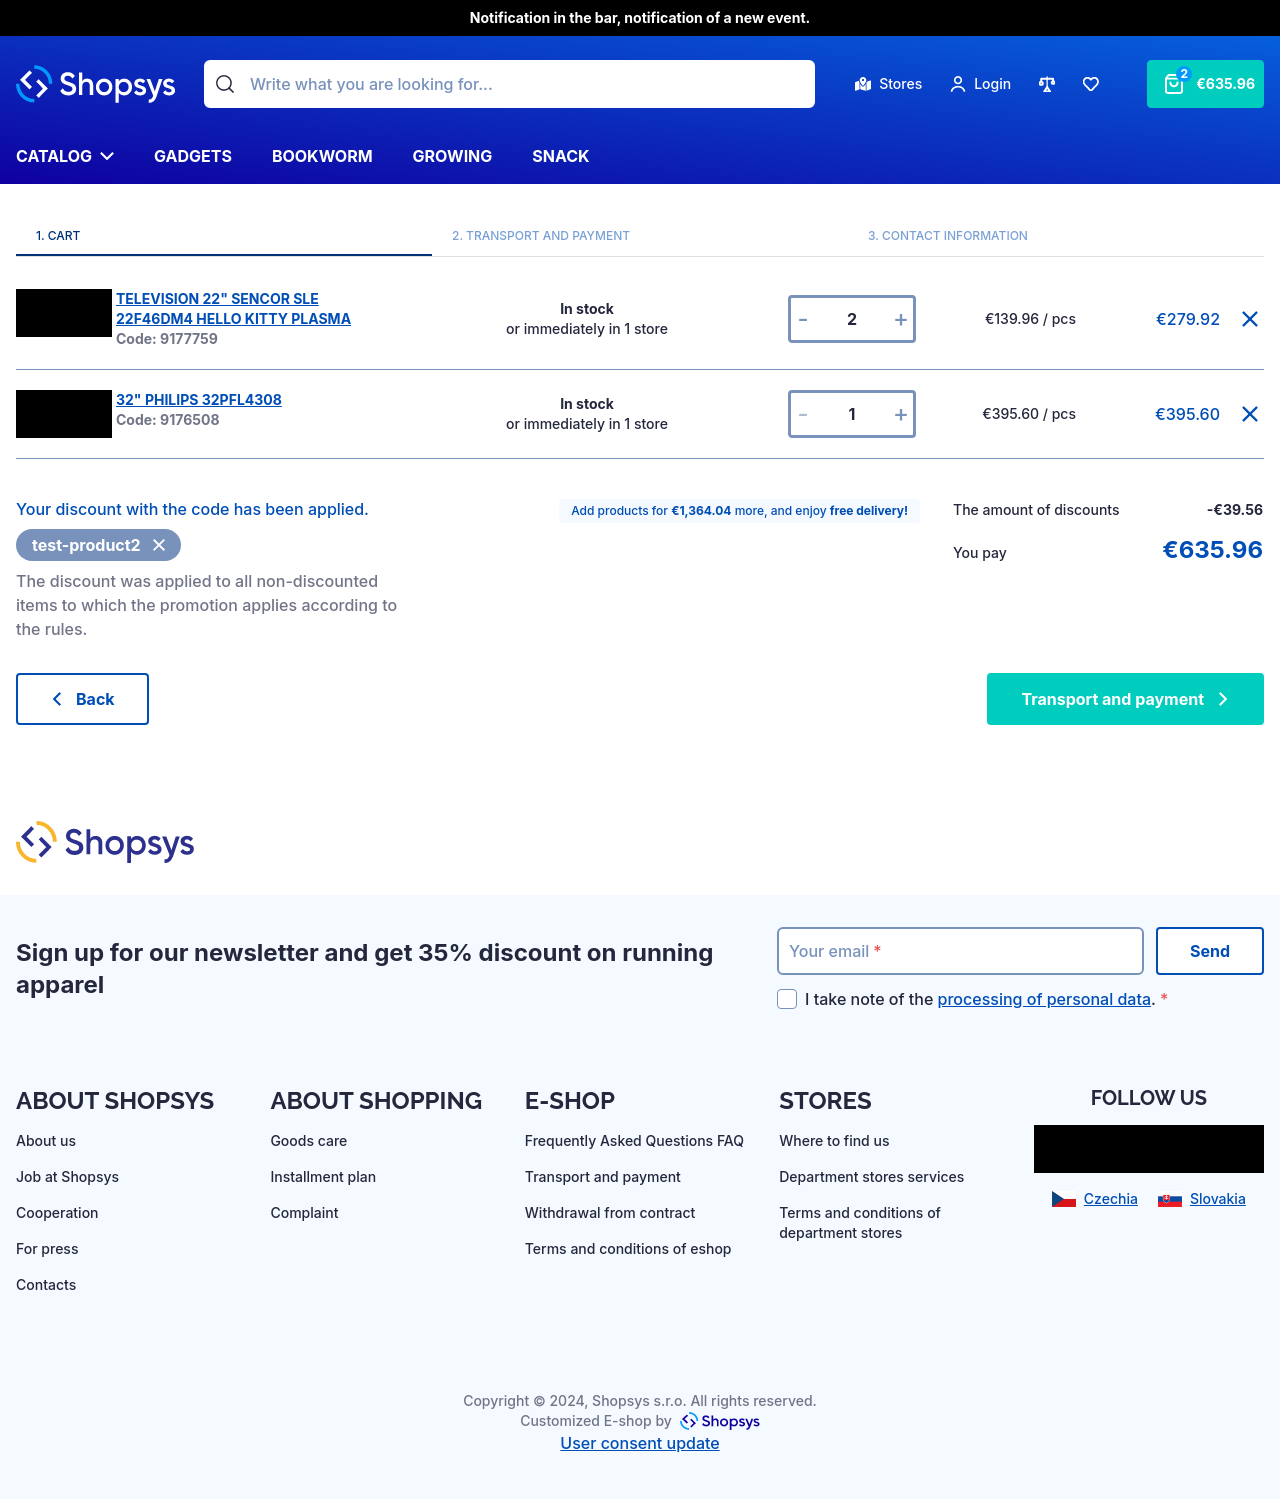 Notification in the bar, notification of a new event.
Shopsys
Write what you are looking for...
Stores
Login
2
€635.96
CATALOG
GADGETS
BOOKWORM
GROWING
SNACK
1. CART
2. TRANSPORT AND PAYMENT
3. CONTACT INFORMATION
TELEVISION 22" SENCOR SLE
22F46DM4 HELLO KITTY PLASMA
Code: 9177759
In stock
or immediately in 1 store
- 2 +
€139.96 / pcs
€279.92
32" PHILIPS 32PFL4308
Code: 9176508
In stock
or immediately in 1 store
- 1 +
€395.60 / pcs
€395.60
Your discount with the code has been applied.
test-product2
The discount was applied to all non-discounted
items to which the promotion applies according to
the rules.
Add products for €1,364.04 more, and enjoy free delivery!
The amount of discounts
-€39.56
You pay
€635.96
Back
Transport and payment
Shopsys
Sign up for our newsletter and get 35% discount on running
apparel
Your email *
Send
I take note of the processing of personal data. *
ABOUT SHOPSYS
About us
Job at Shopsys
Cooperation
For press
Contacts
ABOUT SHOPPING
Goods care
Installment plan
Complaint
E-SHOP
Frequently Asked Questions FAQ
Transport and payment
Withdrawal from contract
Terms and conditions of eshop
STORES
Where to find us
Department stores services
Terms and conditions of
department stores
FOLLOW US
Czechia
Slovakia
Copyright © 2024, Shopsys s.r.o. All rights reserved.
Customized E-shop by Shopsys
User consent update